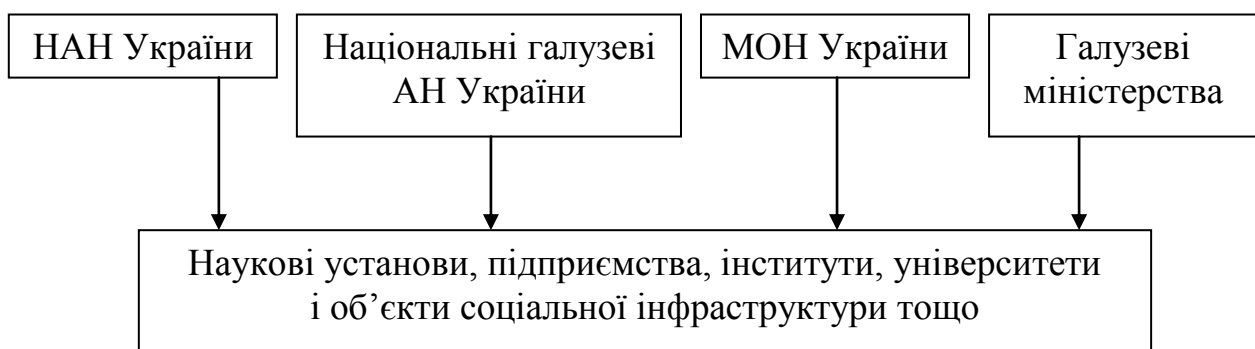 НАН України
Національні галузеві
АН України
МОН України
Галузеві
міністерства
Наукові установи, підприємства, інститути, університети
і об’єкти соціальної інфраструктури тощо